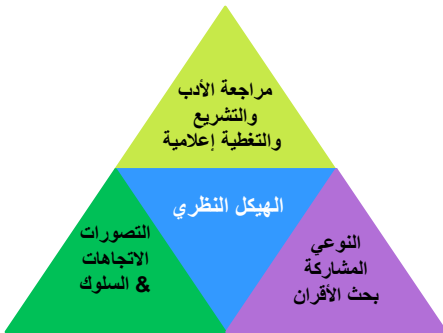 مراجعة الأدب
والتشريع
والتغطية إعلامية
الهيكل النظري
التصورات
الاتجاهات
& السلوك
النوعي
المشاركة
بحث الأقران